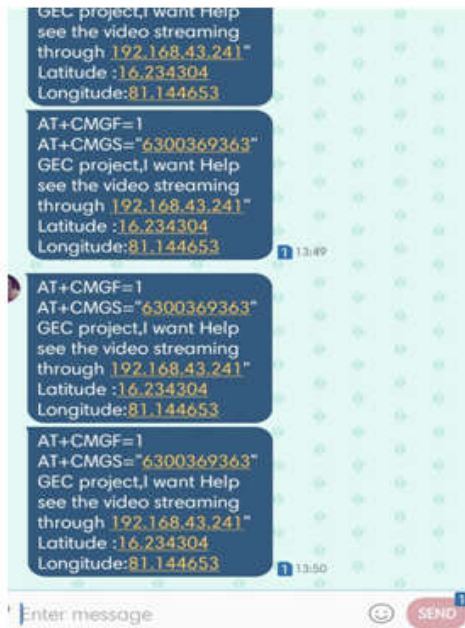 GEC project,I want Help
see the video streaming
through 192.168.43.241"
Latitude :16.234304
Longitude:81.144653
AT+CMGF=1
AT+CMGS="6300369363"
GEC project,I want Help
see the video streaming
through 192.168.43.241"
Latitude :16.234304
Longitude:81.144653
1 13:49
AT+CMGF=1
AT+CMGS="6300369363"
GEC project,I want Help
see the video streaming
through 192.168.43.241"
Latitude :16.234304
Longitude:81.144653
AT+CMGF=1
AT+CMGS="6300369363"
GEC project,I want Help
see the video streaming
through 192.168.43.241"
Latitude :16.234304
Longitude:81.144653
1 13:50
Enter message
SEND
1